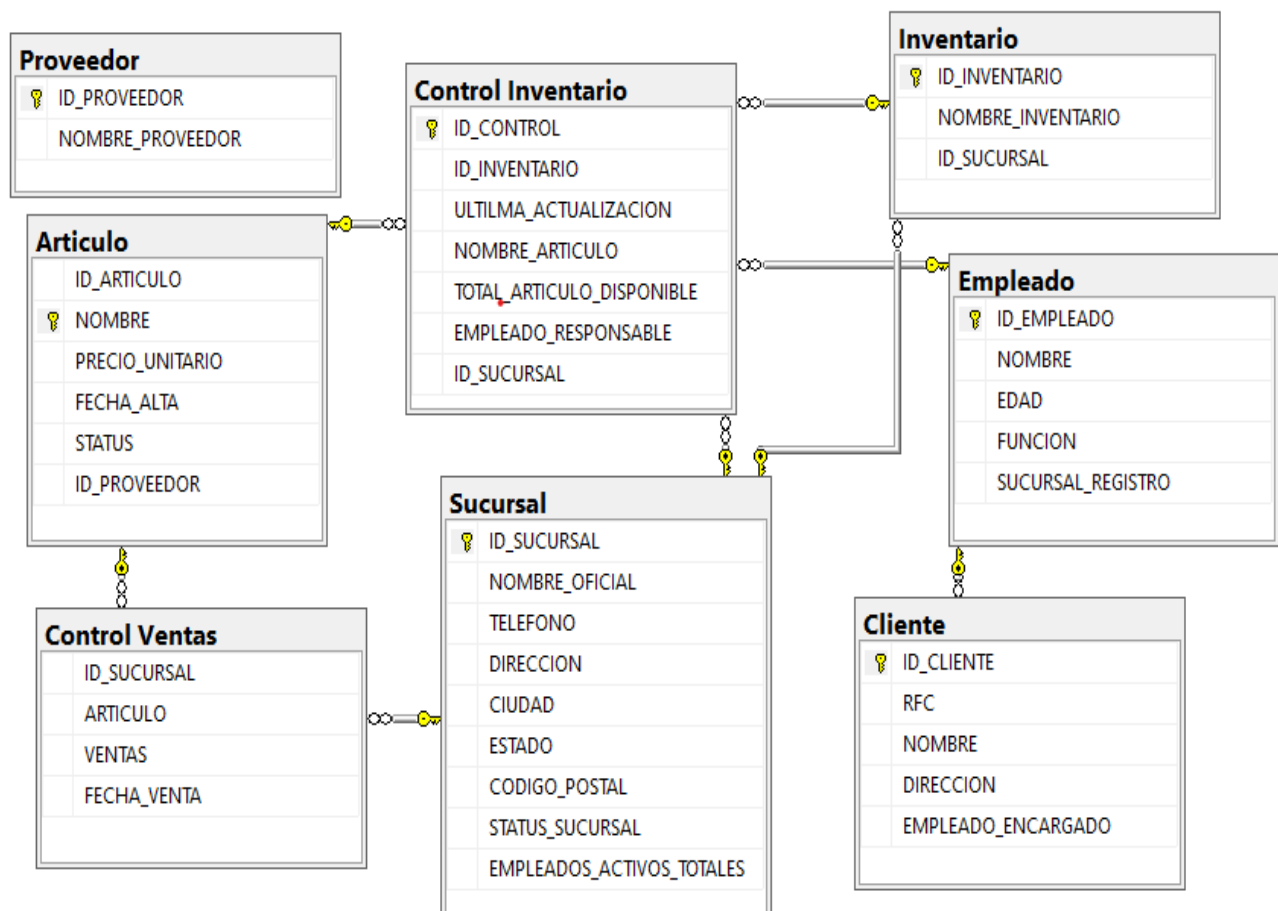 Proveedor
ID_PROVEEDOR
NOMBRE_PROVEEDOR
Control Inventario
ID_CONTROL
ID_INVENTARIO
ULTILMA_ACTUALIZACION
NOMBRE_ARTICULO
TOTAL_ARTICULO_DISPONIBLE
EMPLEADO_RESPONSABLE
ID_SUCURSAL
Inventario
ID_INVENTARIO
NOMBRE_INVENTARIO
ID_SUCURSAL
Articulo
ID_ARTICULO
NOMBRE
PRECIO_UNITARIO
FECHA_ALTA
STATUS
ID_PROVEEDOR
Empleado
ID_EMPLEADO
NOMBRE
EDAD
FUNCION
SUCURSAL_REGISTRO
Control Ventas
ID_SUCURSAL
ARTICULO
VENTAS
FECHA_VENTA
Sucursal
ID_SUCURSAL
NOMBRE_OFICIAL
TELEFONO
DIRECCION
CIUDAD
ESTADO
CODIGO_POSTAL
STATUS_SUCURSAL
EMPLEADOS_ACTIVOS_TOTALES
Cliente
ID_CLIENTE
RFC
NOMBRE
DIRECCION
EMPLEADO_ENCARGADO